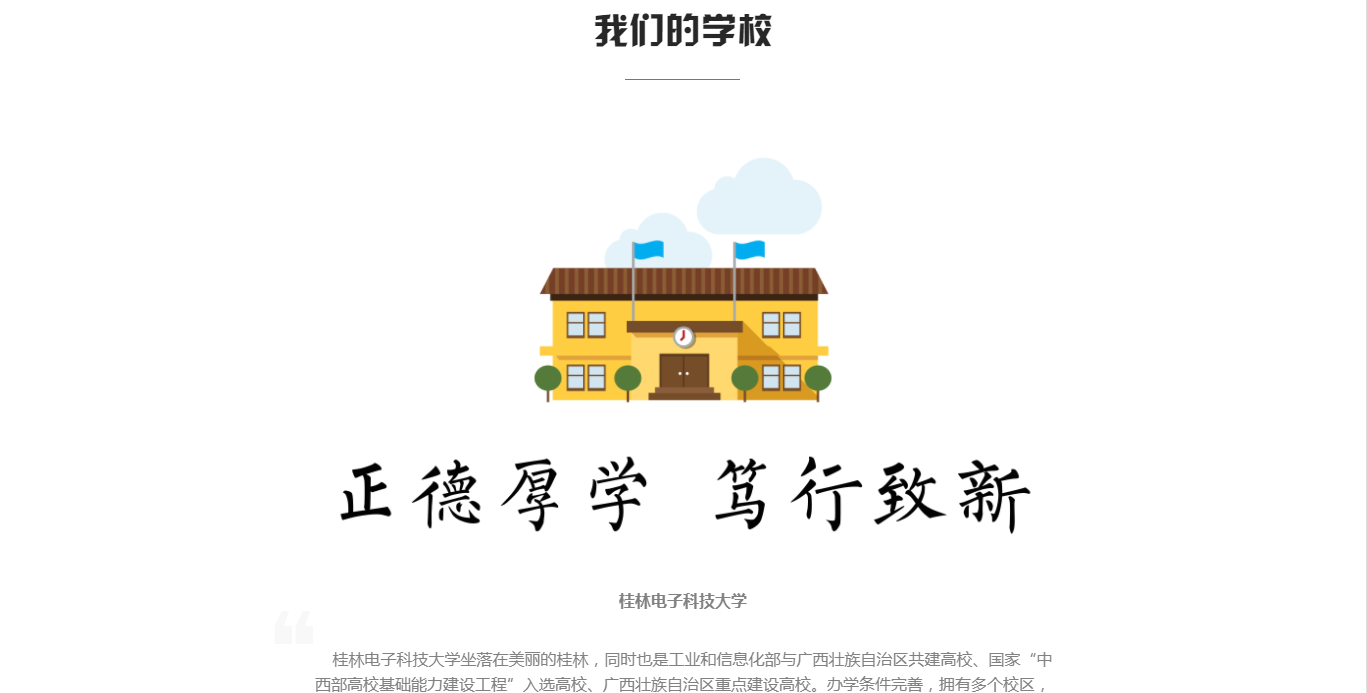 我们的学校
正德厚学 笃行致新
桂林电子科技大学
桂林电子科技大学坐落在美丽的桂林，同时也是工业和信息化部与广西壮族自治区共建高校、国家“中
西部高校基础能力建设工程”入选高校、广西壮族自治区重点建设高校。办学条件完善，拥有多个校区，